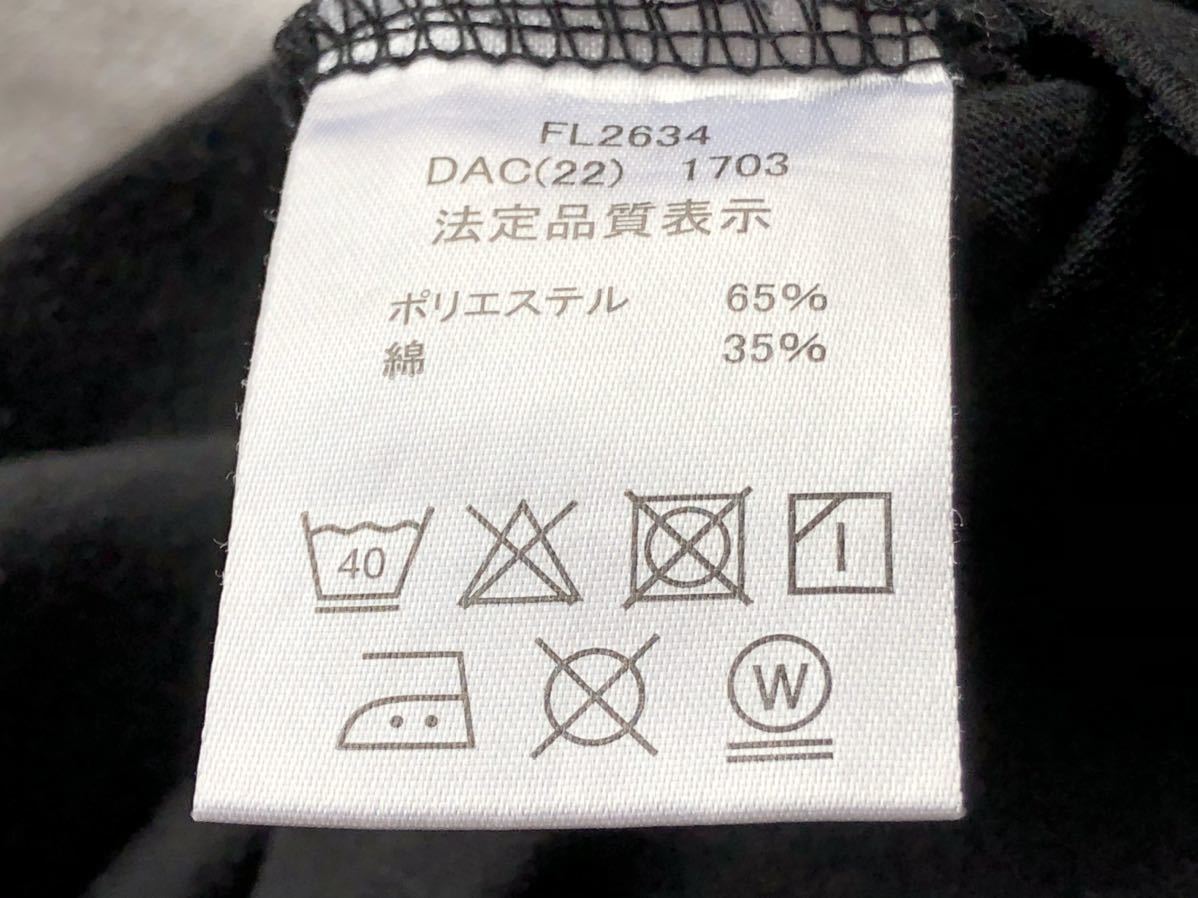 FL2634
DAC(22) 1703
法定品質表示
ポリエステル 65%
綿 35%
40
W